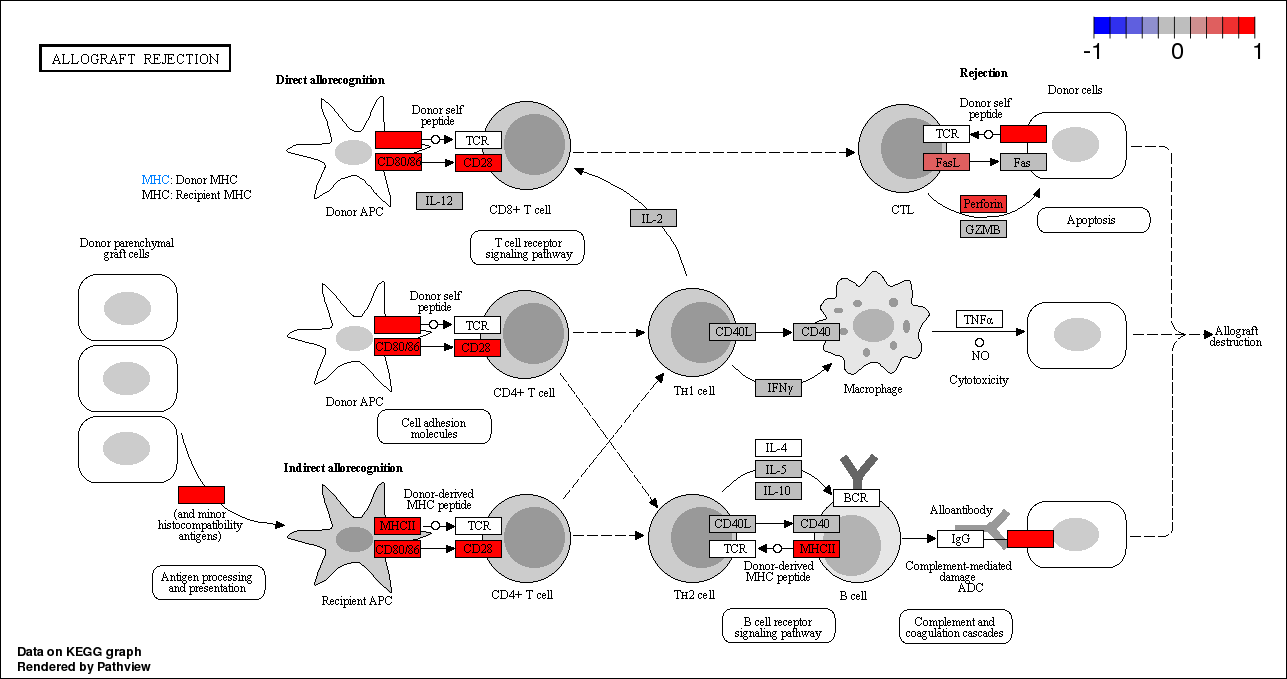 -1 0 1
ALLOGRAFT REJECTION
Direct allorecognition
Rejection
Donor self
peptide
Donor self
peptide
Donor cells
TCR
TCR
CD80/86
CD28
FasL
Fas
MHC: Donor MHC
MHC: Recipient MHC
IL-12
Donor APC
CD8+ T cell
IL-2
CTL
Perforin
GZMB
Apoptosis
Donor parenchymal
graft cells
T cell receptor
signaling pathway
Donor self
peptide
TCR
CD80/86
CD28
CD40L
CD40
TNFα
NO
Cytotoxicity
Allograft
destruction
Donor APC
CD4+ T cell
TH1 cell
IFNγ
Macrophage
Cell adhesion
molecules
IL-4
IL-5
IL-10
Indirect allorecognition
Donor-derived
MHC peptide
BCR
(and minor
histocompatibility
antigens)
MHCII
TCR
CD80/86
CD28
CD40L
CD40
TCR
MHCII
Donor-derived
MHC peptide
Alloantibody
IgG
Complement-mediated
damage
ADC
Antigen processing
and presentation
Recipient APC
CD4+ T cell
TH2 cell
B cell
B cell receptor
signaling pathway
Complement and
coagulation cascades
Data on KEGG graph
Rendered by Pathview